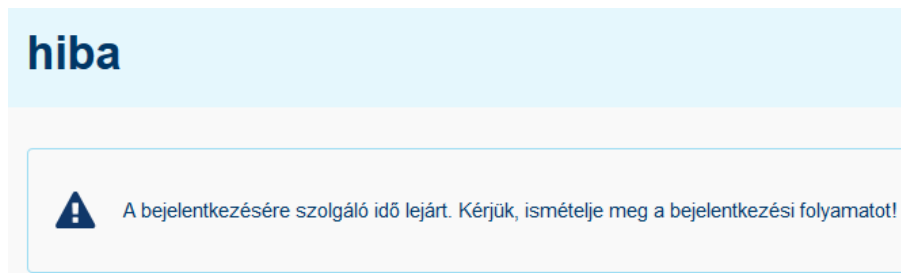 hiba
A bejelentkezésére szolgáló idő lejárt. Kérjük, ismételje meg a bejelentkezési folyamatot!